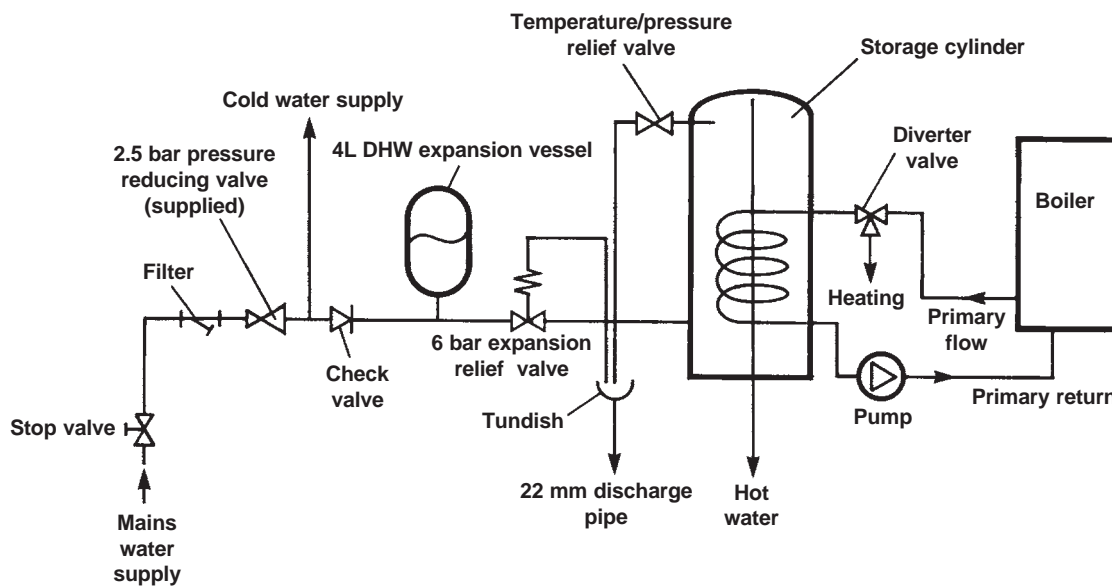 Temperature/pressure
relief valve
Storage cylinder
Cold water supply
Diverter
valve
2.5 bar pressure
reducing valve
(supplied)
4L DHW expansion vessel
Boiler
Filter
Heating
Primary
flow
6 bar expansion
relief valve
Check
valve
Primary return
Pump
Tundish
Stop valve
22 mm discharge
pipe
Hot
water
Mains
water
supply